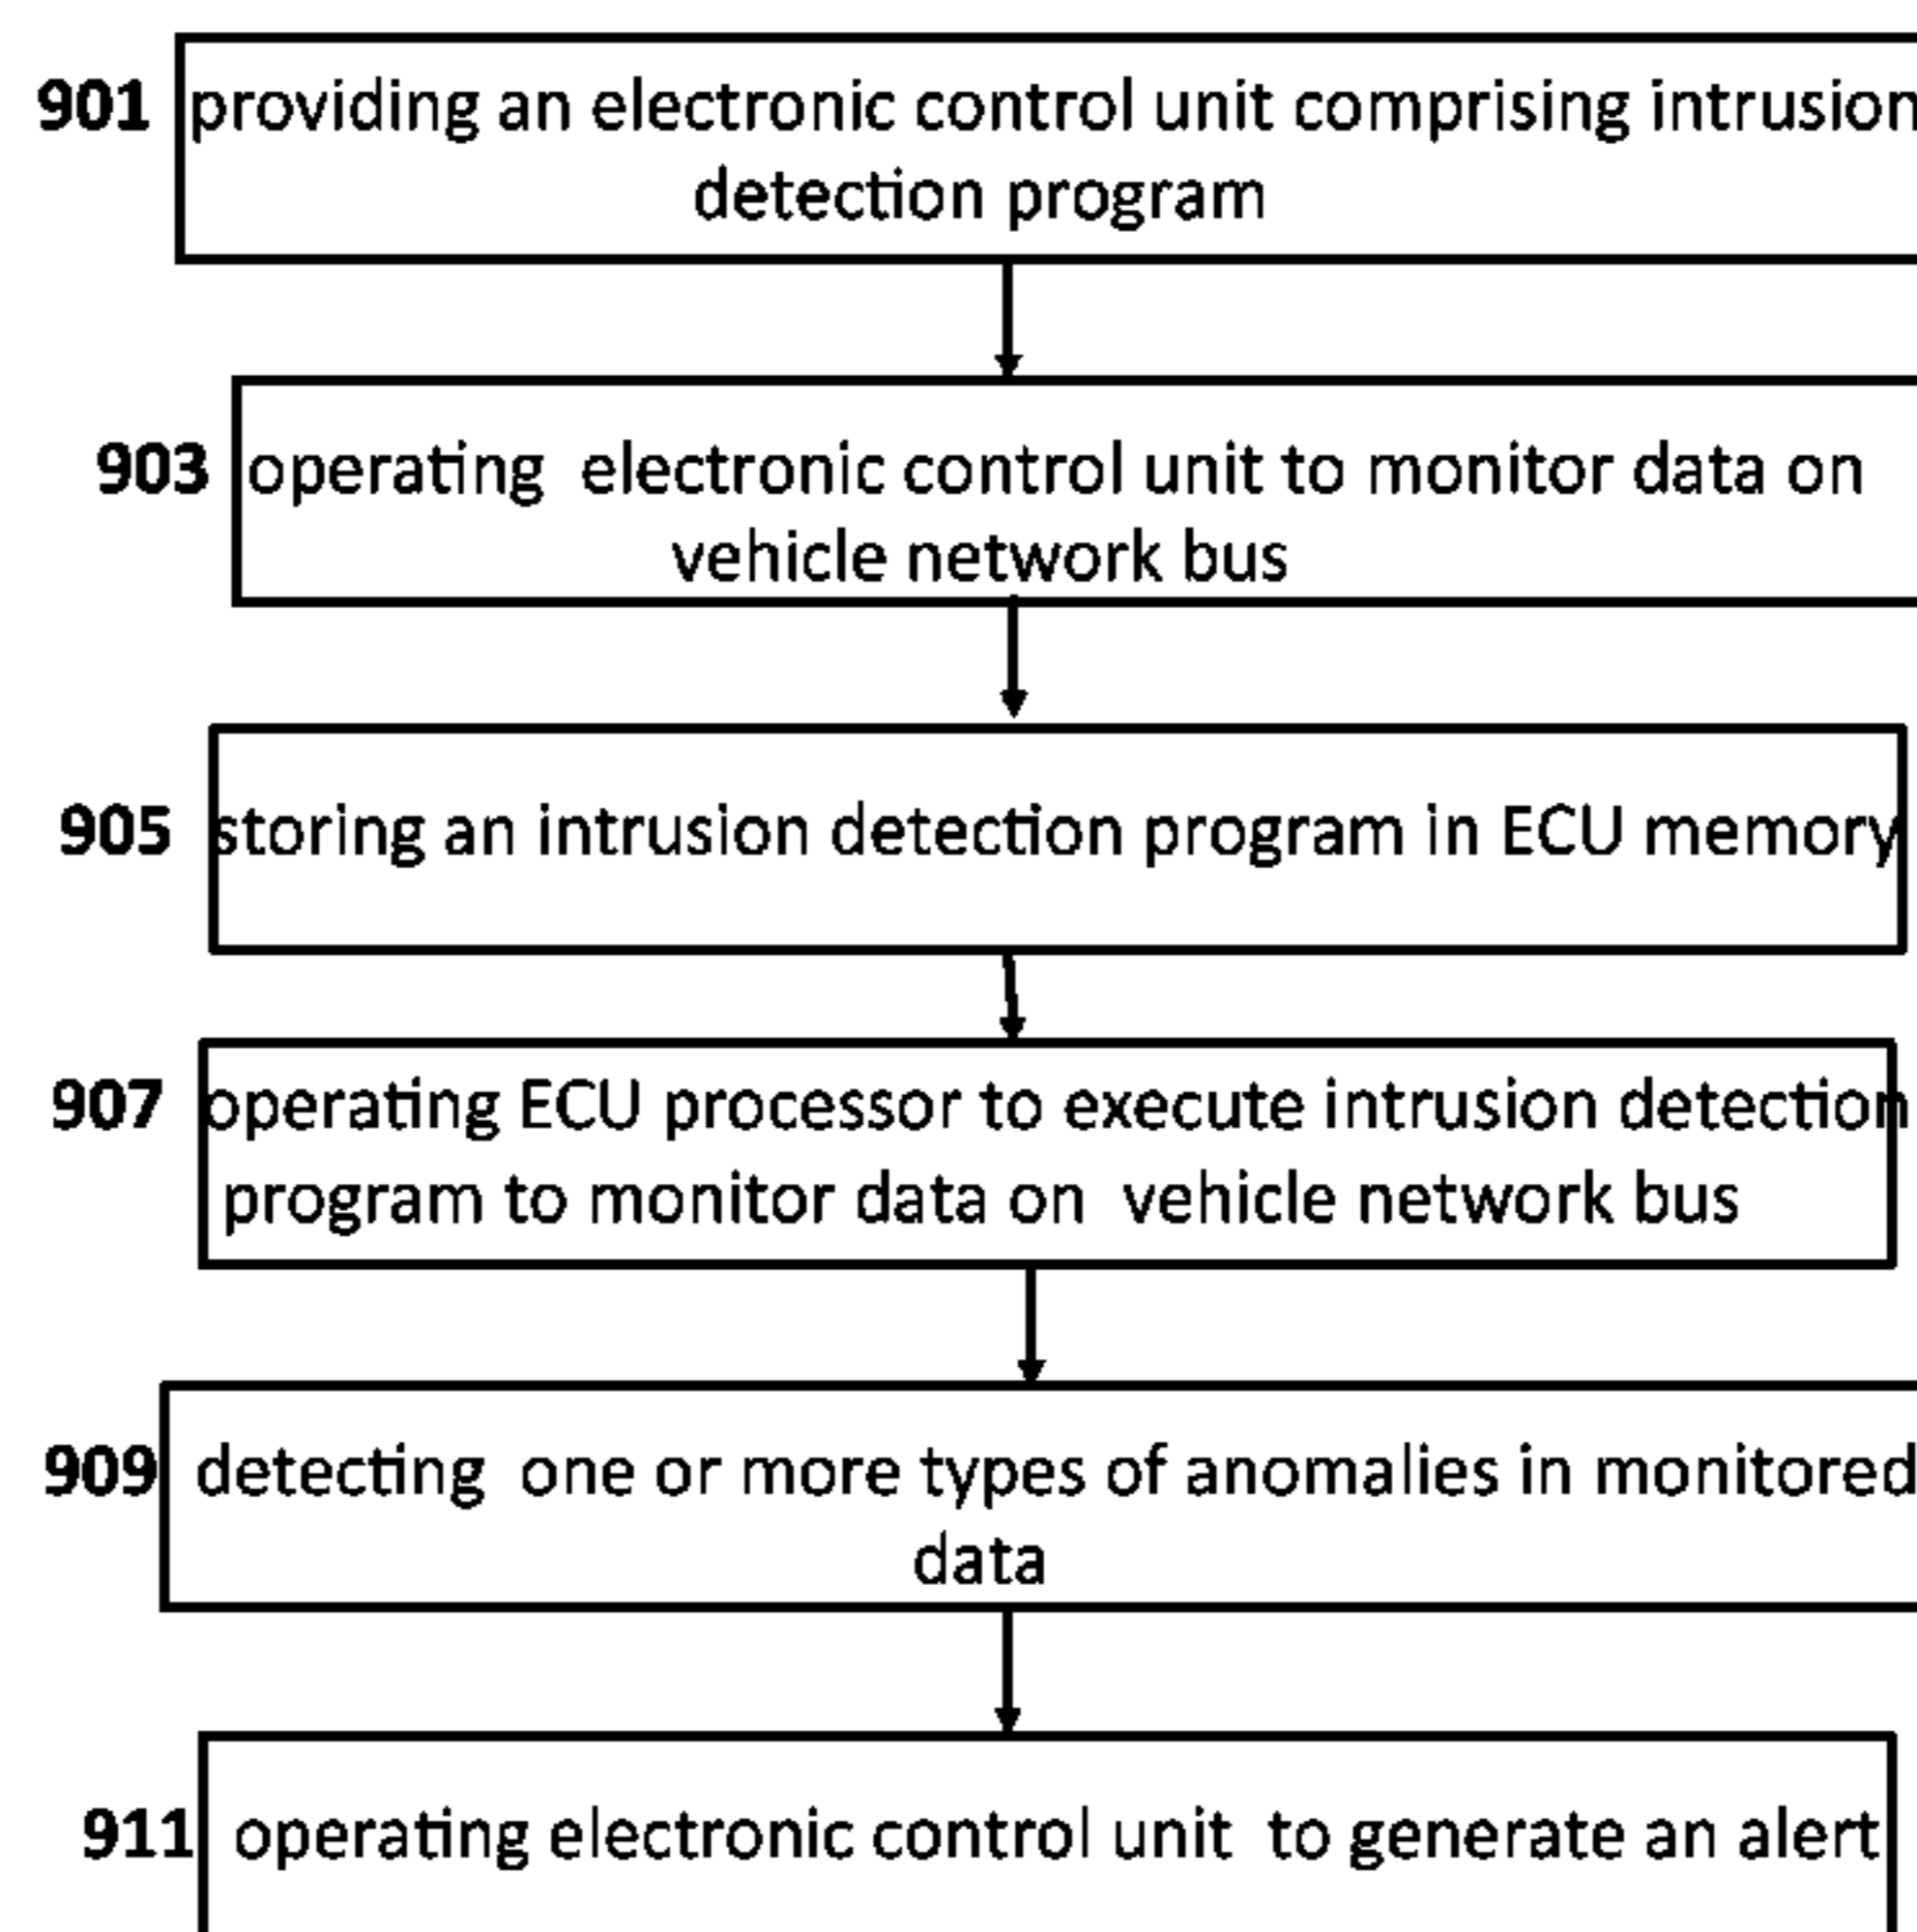 901 providing an electronic control unit comprising intrusion
detection program
903 operating electronic control unit to monitor data on
vehicle network bus
905 storing an intrusion detection program in ECU memory
907 operating ECU processor to execute intrusion detection
program to monitor data on vehicle network bus
909 detecting one or more types of anomalies in monitored
data
911 operating electronic control unit to generate an alert